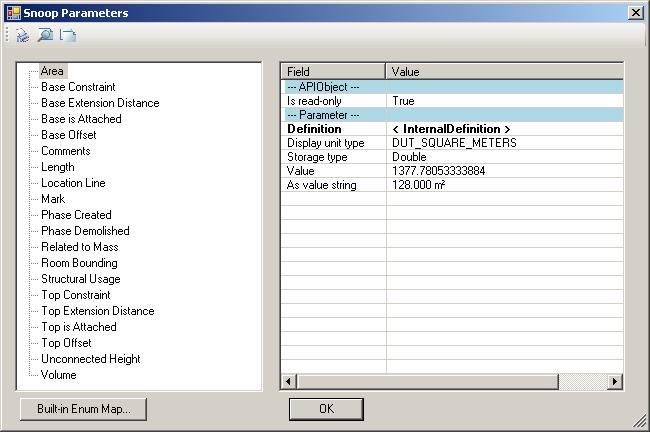 Snoop Parameters
Area
Base Constraint
Base Extension Distance
Base is Attached
Base Offset
Comments
Length
Location Line
Mark
Phase Created
Phase Demolished
Related to Mass
Room Bounding
Structural Usage
Top Constraint
Top Extension Distance
Top is Attached
Top Offset
Unconnected Height
Volume
Field Value
--- APIObject ---
Is read-only True
--- Parameter ---
Definition < InternalDefinition >
Display unit type DUT_SQUARE_METERS
Storage type Double
Value 1377.78053333884
As value string 128.000 m²
Built-in Enum Map...
OK